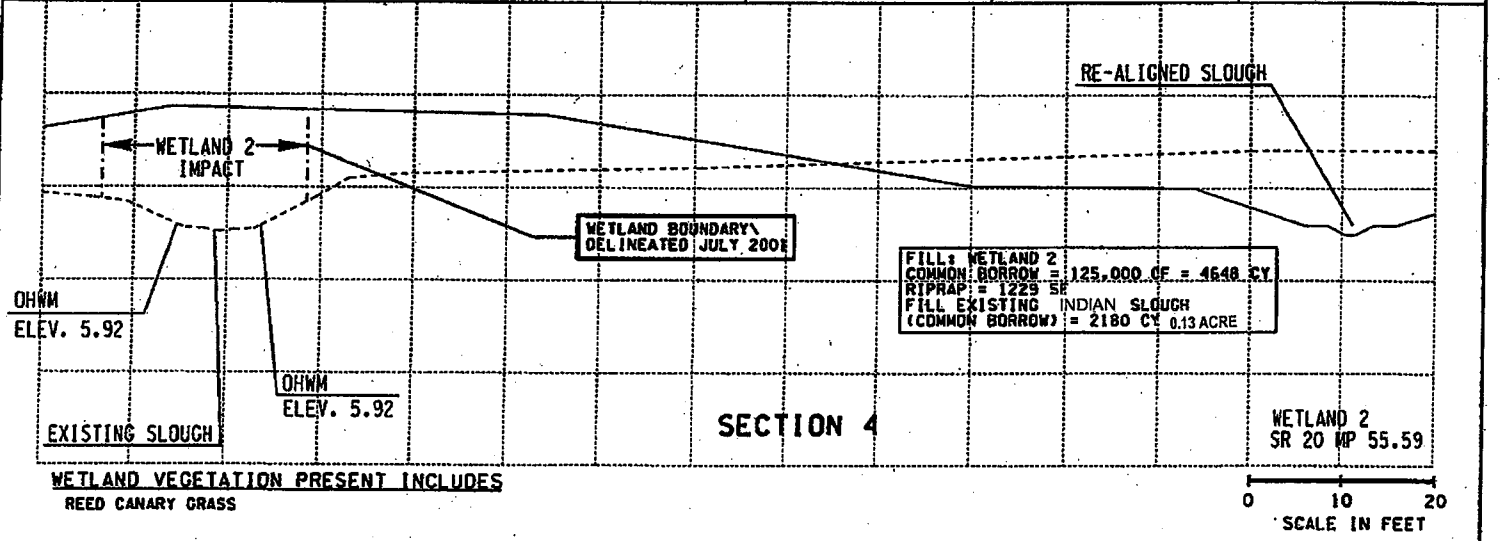 RE-ALIGNED SLOUGH
WETLAND 2
IMPACT
WETLAND BOUNDARY\
DELINEATED JULY 2001
FILL: WETLAND 2
COMMON BORROW = 125,000 CF = 4648 CY
RIPRAP = 1229 SF
FILL EXISTING INDIAN SLOUGH
(COMMON BORROW) = 2180 CY 0.13 ACRE
OHWM
ELEV. 5.92
OHWM
ELEV. 5.92
EXISTING SLOUGH
SECTION 4
WETLAND 2
SR 20 MP 55.59
WETLAND VEGETATION PRESENT INCLUDES
REED CANARY GRASS
0 10 20
SCALE IN FEET